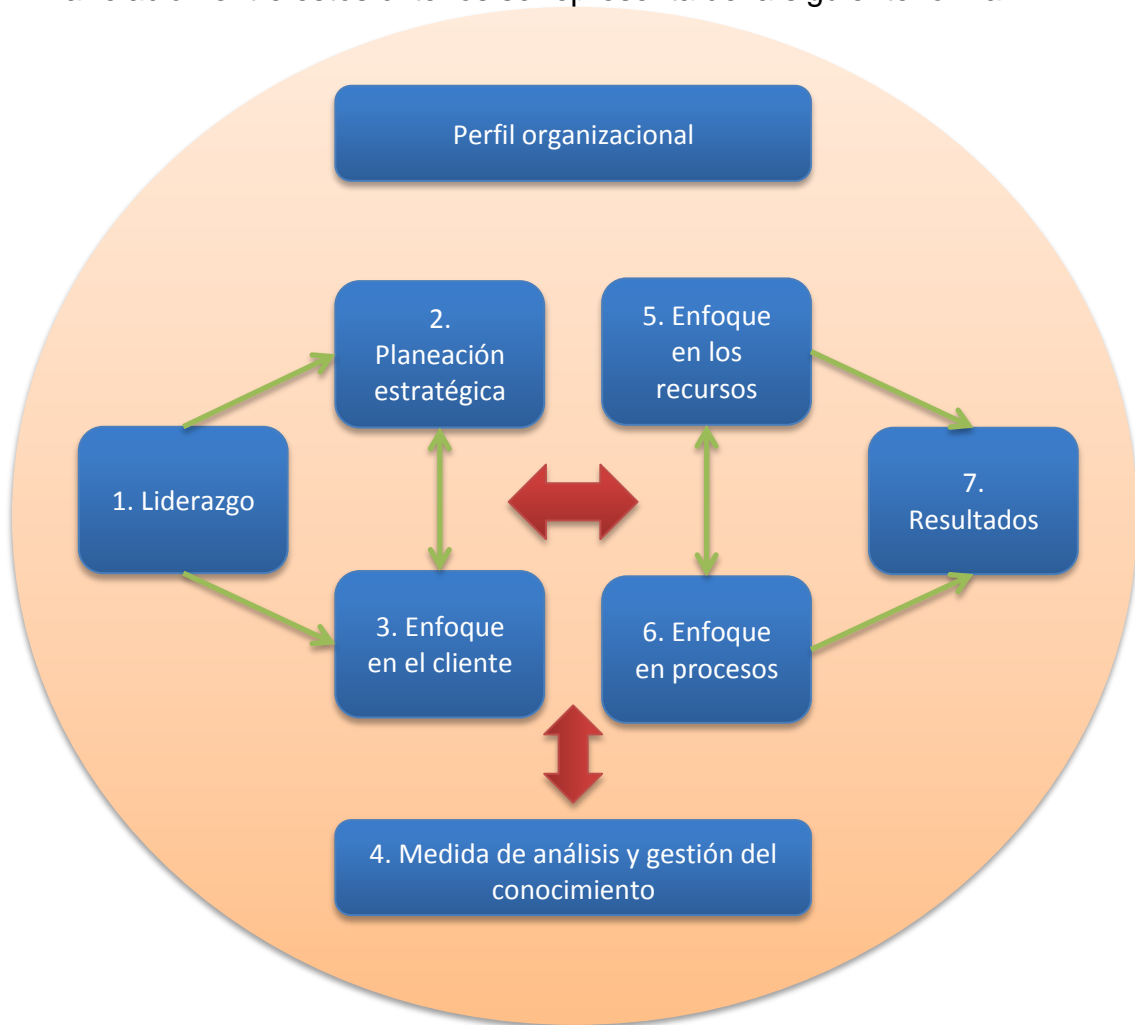 Perfil organizacional
2.
Planeación
estratégica
5. Enfoque
en los
recursos
1. Liderazgo
7.
Resultados
3. Enfoque
en el cliente
6. Enfoque
en procesos
4. Medida de análisis y gestión del
conocimiento